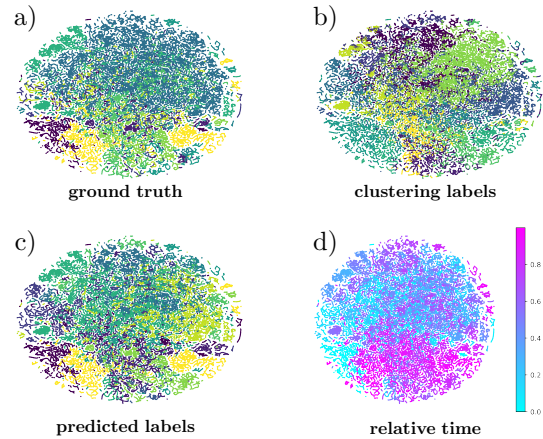 a)
b)
ground truth
clustering labels
c)
d)
0.8
0.6
0.4
0.2
0.0
predicted labels
relative time